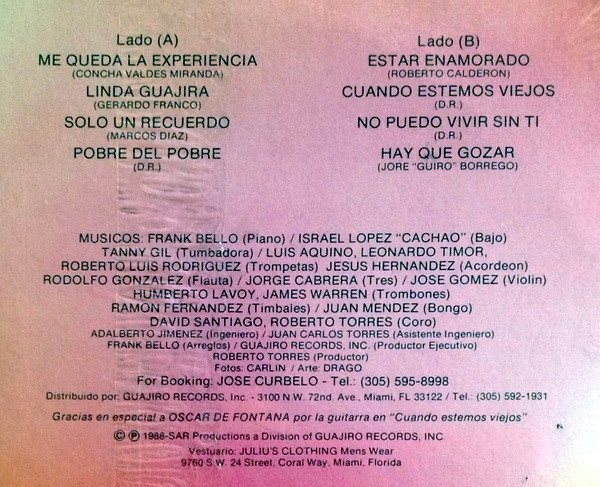 Lado (A)
ME QUEDA LA EXPERIENCIA
(CONCHA VALDES MIRANDA)
LINDA GUAJIRA
(GERARDO FRANCO)
SOLO UN RECUERDO
(MARCOS DIAZ)
POBRE DEL POBRE
(D.R.)
Lado (B)
ESTAR ENAMORADO
(ROBERTO CALDERON)
CUANDO ESTEMOS VIEJOS
(D.R.)
NO PUEDO VIVIR SIN TI
(D.R.)
HAY QUE GOZAR
(JORE "GUIRO" BORREGO)
MUSICOS: FRANK BELLO (Piano) / ISRAEL LOPEZ "CACHAO" (Bajo)
TANNY GIL (Tumbadora) / LUIS AQUINO, LEONARDO TIMOR,
ROBERTO LUIS RODRIGUEZ (Trompetas) JESUS HERNANDEZ (Acordeon)
RODOLFO GONZALEZ (Flauta) / JORGE CABRERA (Tres) / JOSE GOMEZ (Violin)
HUMBERTO LAVOY, JAMES WARREN (Trombones)
RAMON FERNANDEZ (Timbales) / JUAN MENDEZ (Bongo)
DAVID SANTIAGO, ROBERTO TORRES (Coro)
ADALBERTO JIMENEZ (Ingeniero) / JUAN CARLOS TORRES (Asistente Ingeniero)
FRANK BELLO (Arreglos) / GUAJIRO RECORDS, INC. (Productor Ejecutivo)
ROBERTO TORRES (Productor)
Fotos: CARLIN / Arte: DRAGO
For Booking: JOSE CURBELO - Tel.: (305) 595-8998
Distribuido por: GUAJIRO RECORDS, Inc. - 3100 N.W. 72nd. Ave., Miami, FL 33122 / Tel.: (305) 592-1931
Gracias en especial a OSCAR DE FONTANA por la guitarra en "Cuando estemos viejos"
© ℗ 1988-SAR Productions a Division of GUAJIRO RECORDS, INC.
Vestuario: JULIU'S CLOTHING Mens Wear
9760 S.W. 24 Street, Coral Way, Miami, Florida